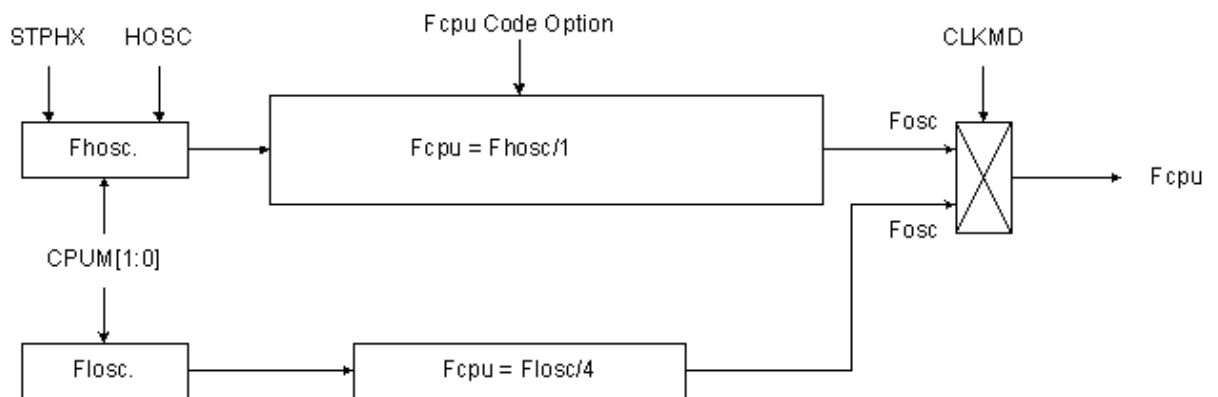 Fcpu Code Option
STPHX
HOSC
CLKMD
Fosc
Fhosc.
Fcpu = Fhosc/1
Fcpu
Fosc
CPUM[1:0]
Flosc.
Fcpu = Flosc/4